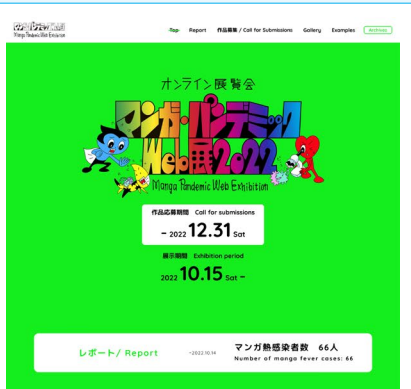 マンガ・パンデミック
Web展
Manga Pandemic Web Exhibition
Top Report 作品募集 / Call for Submissions Gallery Examples Archives
オンライン展覧会
マンガ・パンデミック
Web展2022
Manga Pandemic Web Exhibition
作品応募期間 Call for submissions
- 2022 12.31 Sat
展示期間 Exhibition period
2022 10.15 Sat -
レポート/ Report
~2022.10.14
マンガ熱感染者数 66人
Number of manga fever cases: 66